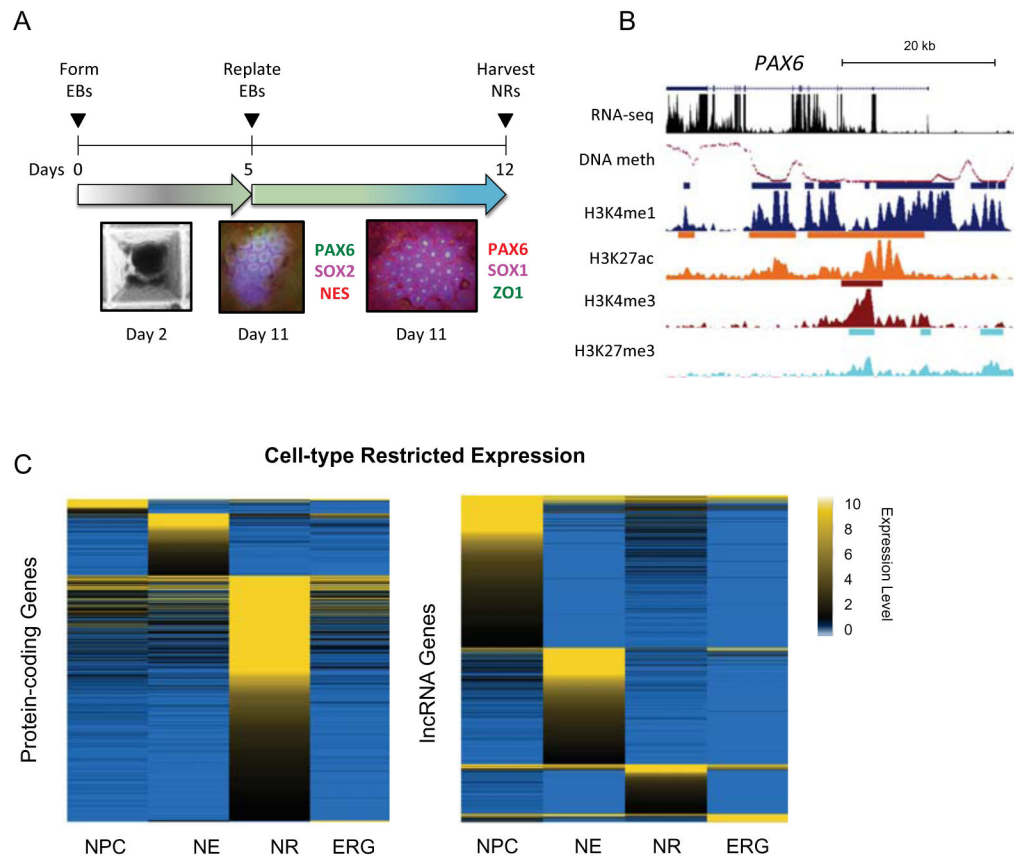 A
Form
EBs
Replate
EBs
Harvest
NRs
Days 0 5 12
PAX6
SOX2
NES
PAX6
SOX1
ZO1
Day 2 Day 11 Day 11
B
20 kb
PAX6
RNA-seq
DNA meth
H3K4me1
H3K27ac
H3K4me3
H3K27me3
C
Cell-type Restricted Expression
Protein-coding Genes
NPC NE NR ERG
lncRNA Genes
NPC NE NR ERG
10
8
6
4
2
0
Expression Level